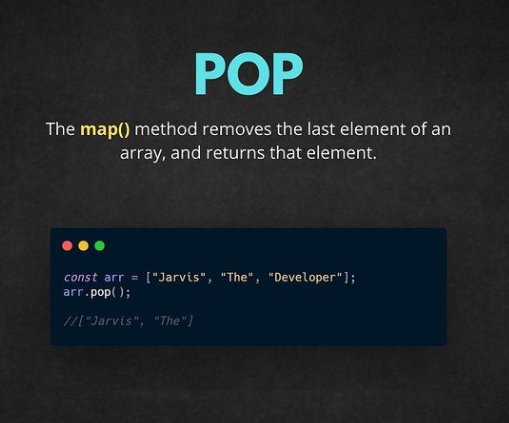 POP
The map() method removes the last element of an
array, and returns that element.
const arr = ["Jarvis", "The", "Developer"];
arr.pop();
//["Jarvis", "The"]